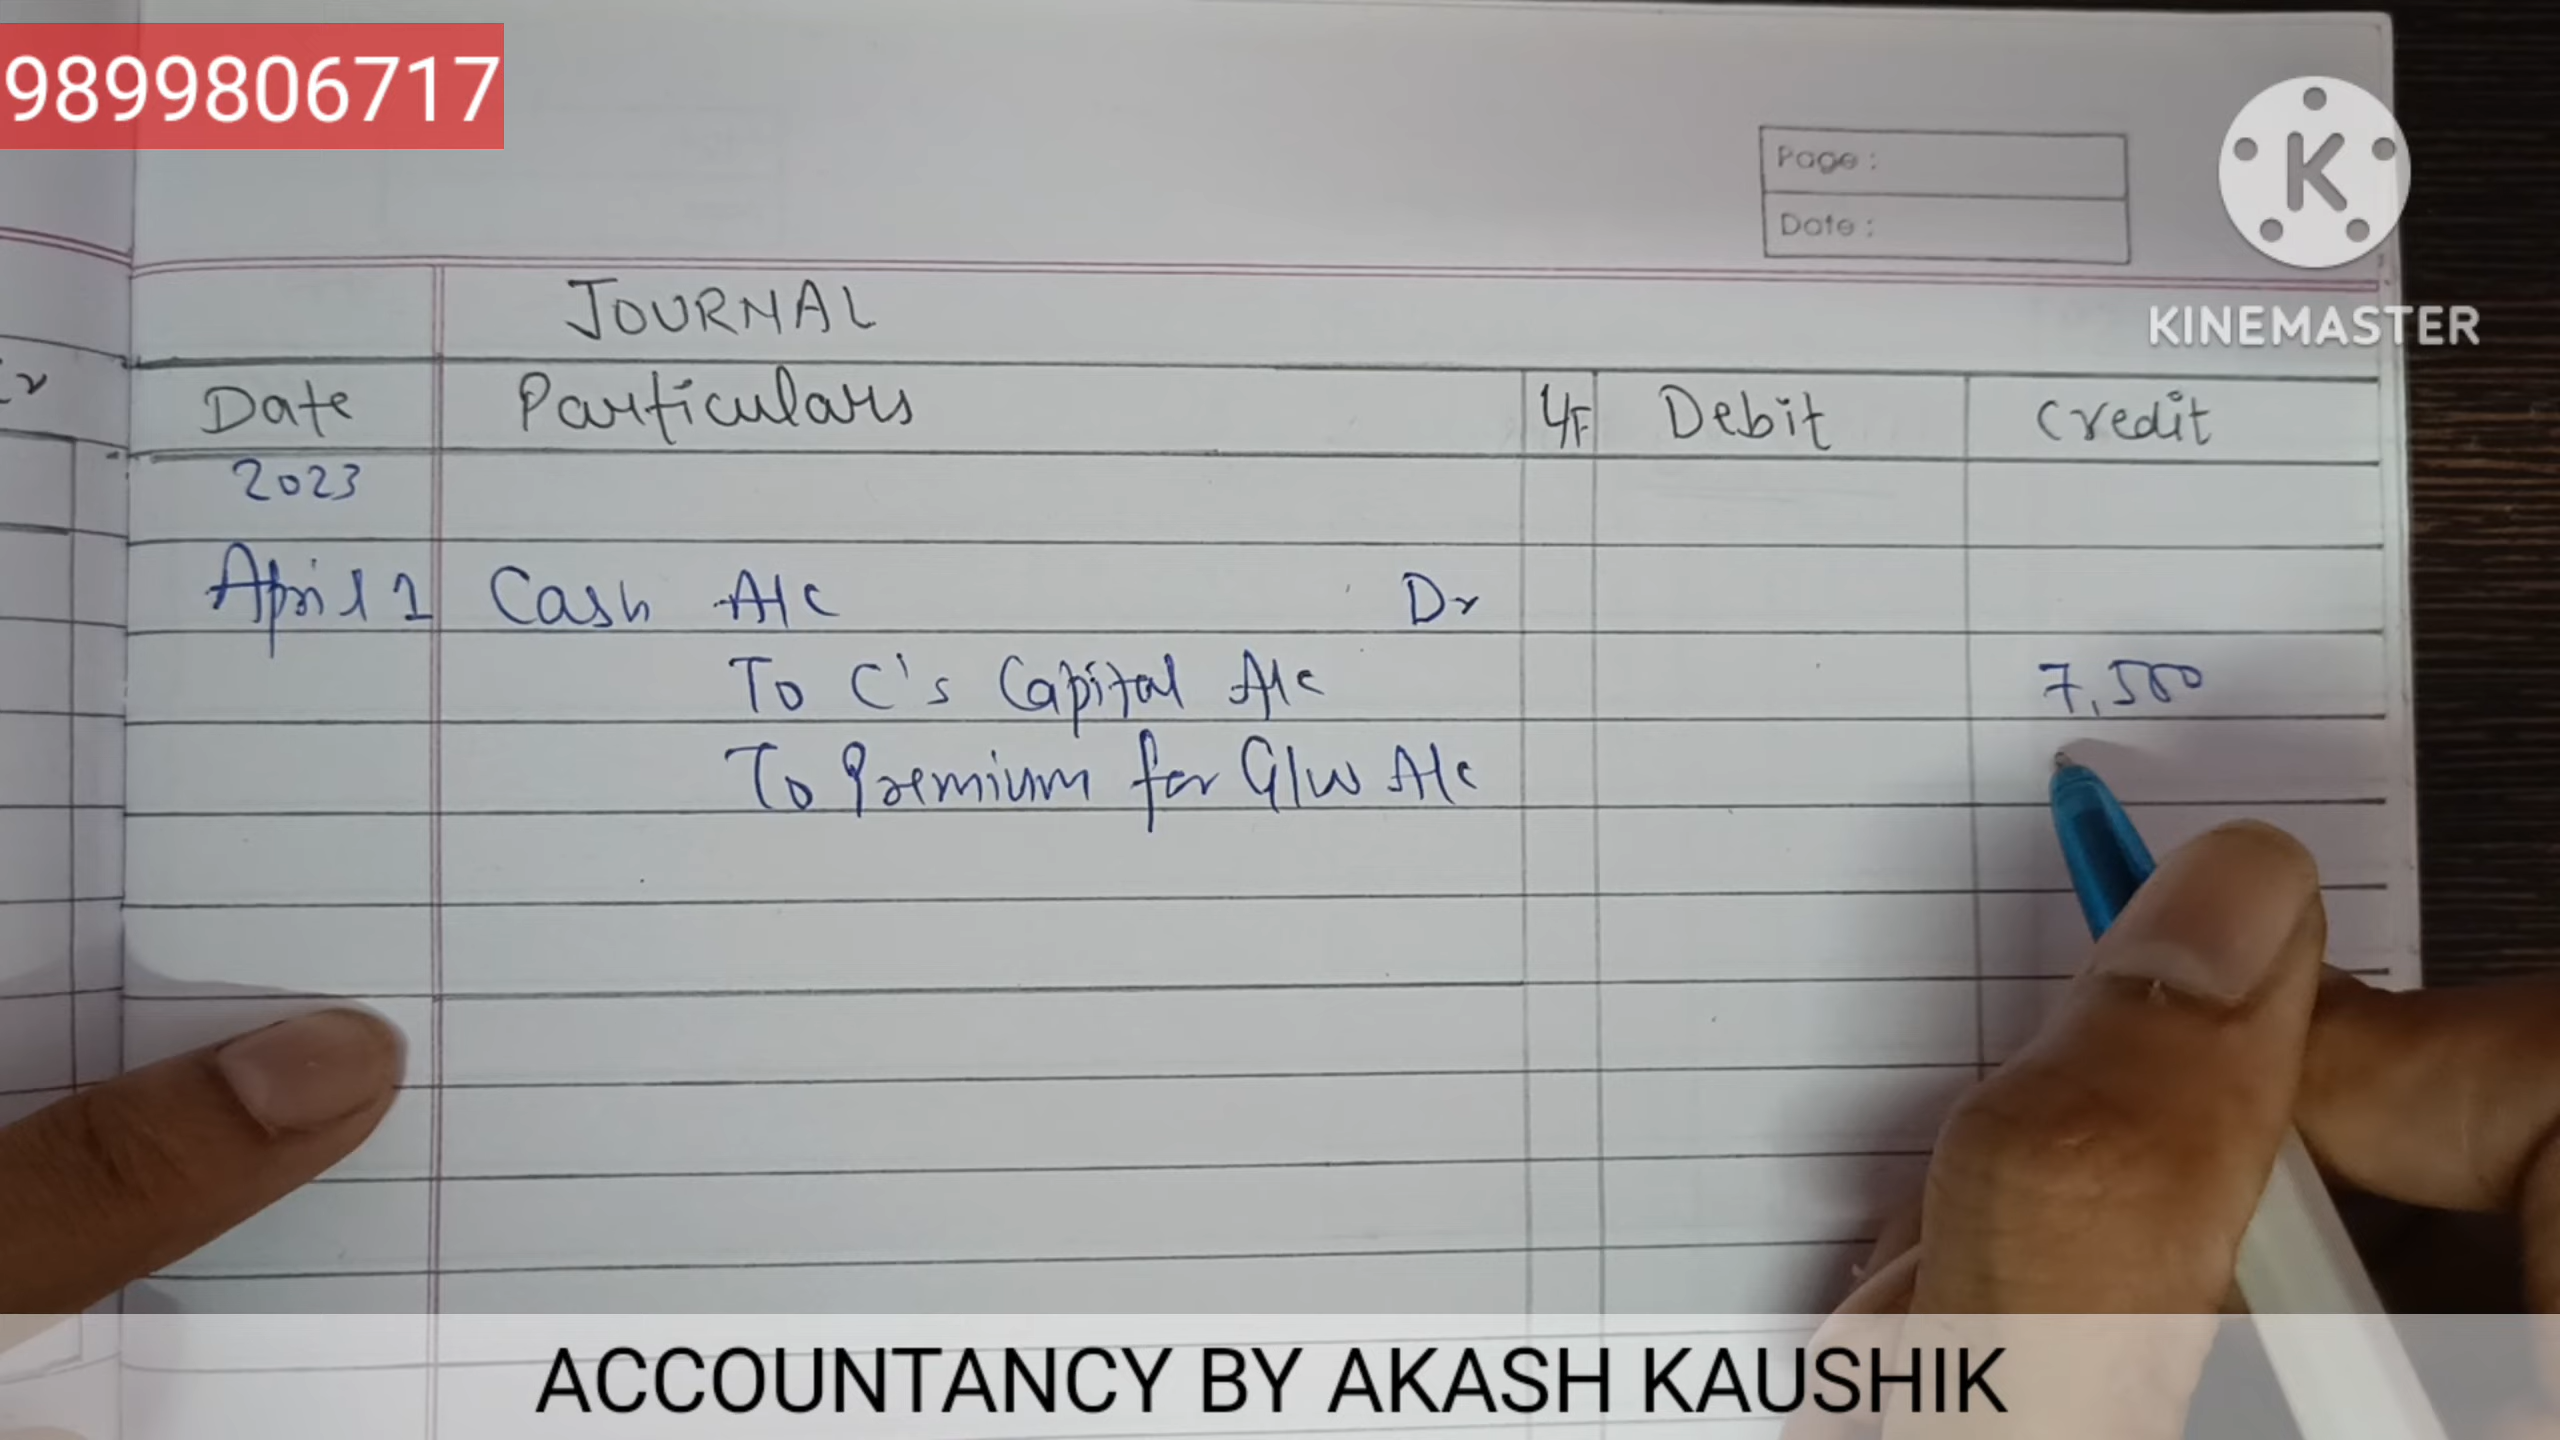 9899806717
Page :
Date :
K
KINEMASTER
JOURNAL
Date Particulars L/F Debit Credit
2023
April 1 Cash A/c Dr
To C's Capital A/c 7,500
To Premium for G/w A/c
ACCOUNTANCY BY AKASH KAUSHIK